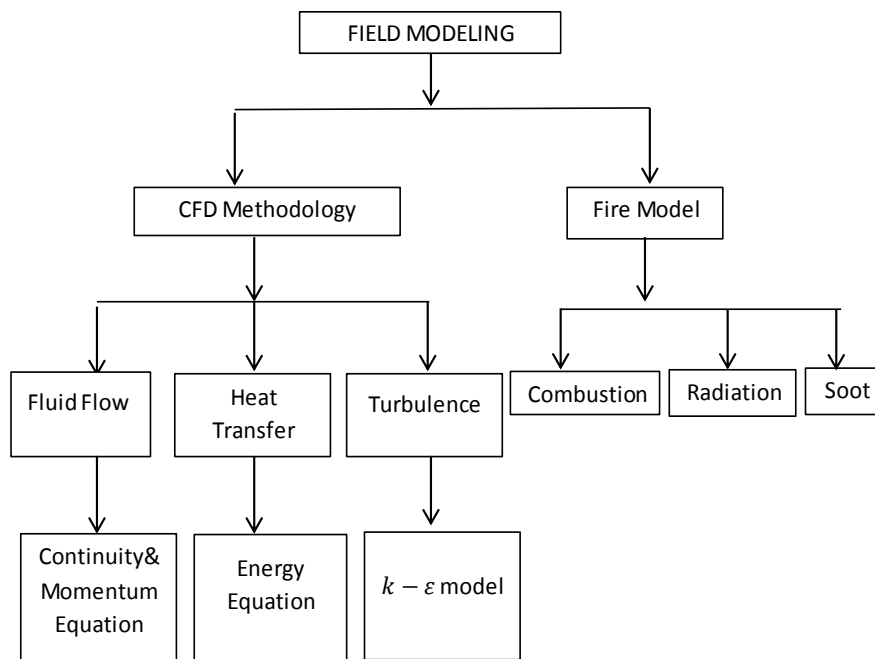 FIELD MODELING
CFD Methodology
Fire Model
Fluid Flow
Heat
Transfer
Turbulence
Combustion
Radiation
Soot
Continuity&
Momentum
Equation
Energy
Equation
k − ε model